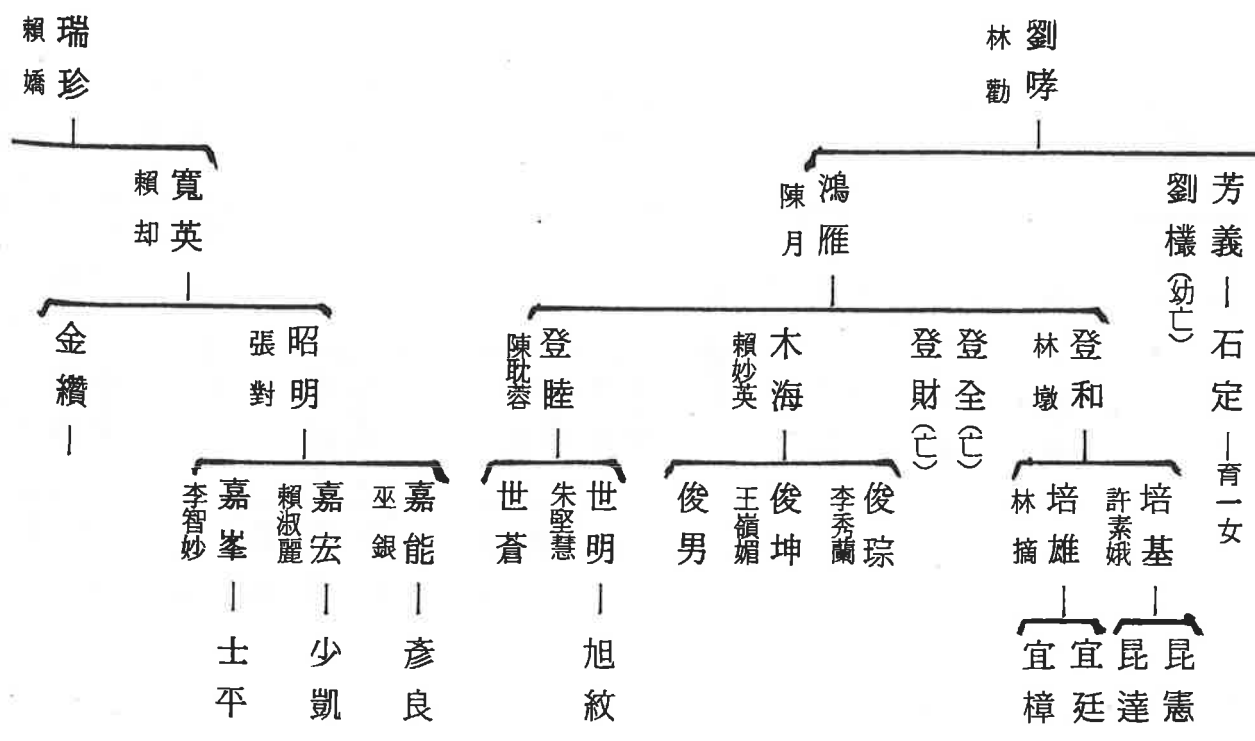 劉哮
林勸
芳義
石定
育一女
劉欉(幼亡)
鴻雁
陳月
登和
林墩
登全(亡)
登財(亡)
木海
賴妙英
登睦
陳耽蓉
培基
許素娥
培雄
林摘
俊琮
李秀蘭
俊坤
王嶺媚
俊男
世明
朱堅慧
世蒼
昆憲
昆達
宜廷
宜樟
旭紋
瑞珍
賴嬌
寬英
賴却
昭明
張對
金纘
嘉能
巫銀
嘉宏
賴淑麗
嘉峯
李智妙
彥良
少凱
士平